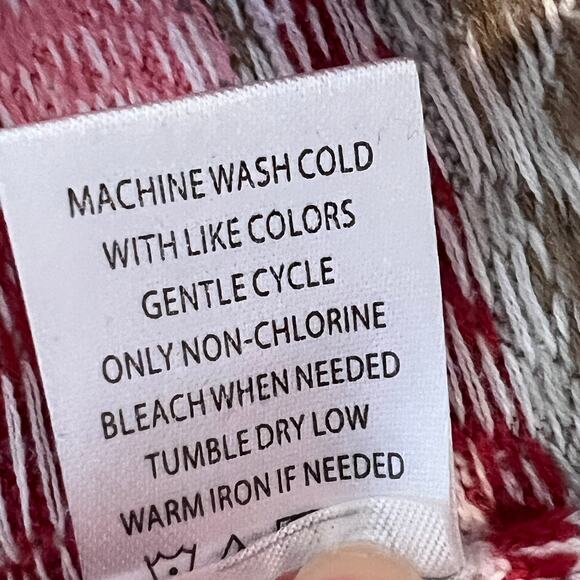 MACHINE WASH COLD
WITH LIKE COLORS
GENTLE CYCLE
ONLY NON-CHLORINE
BLEACH WHEN NEEDED
TUMBLE DRY LOW
WARM IRON IF NEEDED